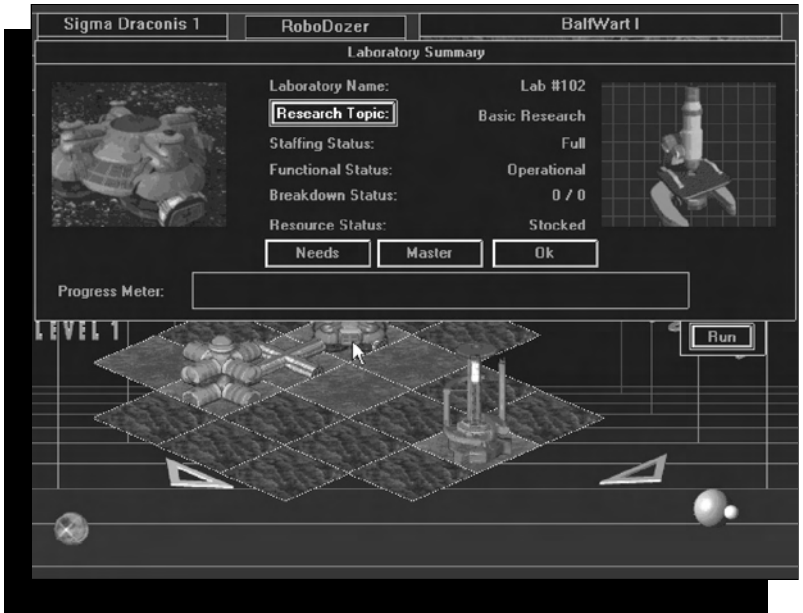 Sigma Draconis 1 RoboDozer BalfWart I
Laboratory Summary
Laboratory Name: Lab #102
Research Topic: Basic Research
Staffing Status: Full
Functional Status: Operational
Breakdown Status: 0 / 0
Resource Status: Stocked
Needs Master Ok
Progress Meter:
LEVEL 1
Run